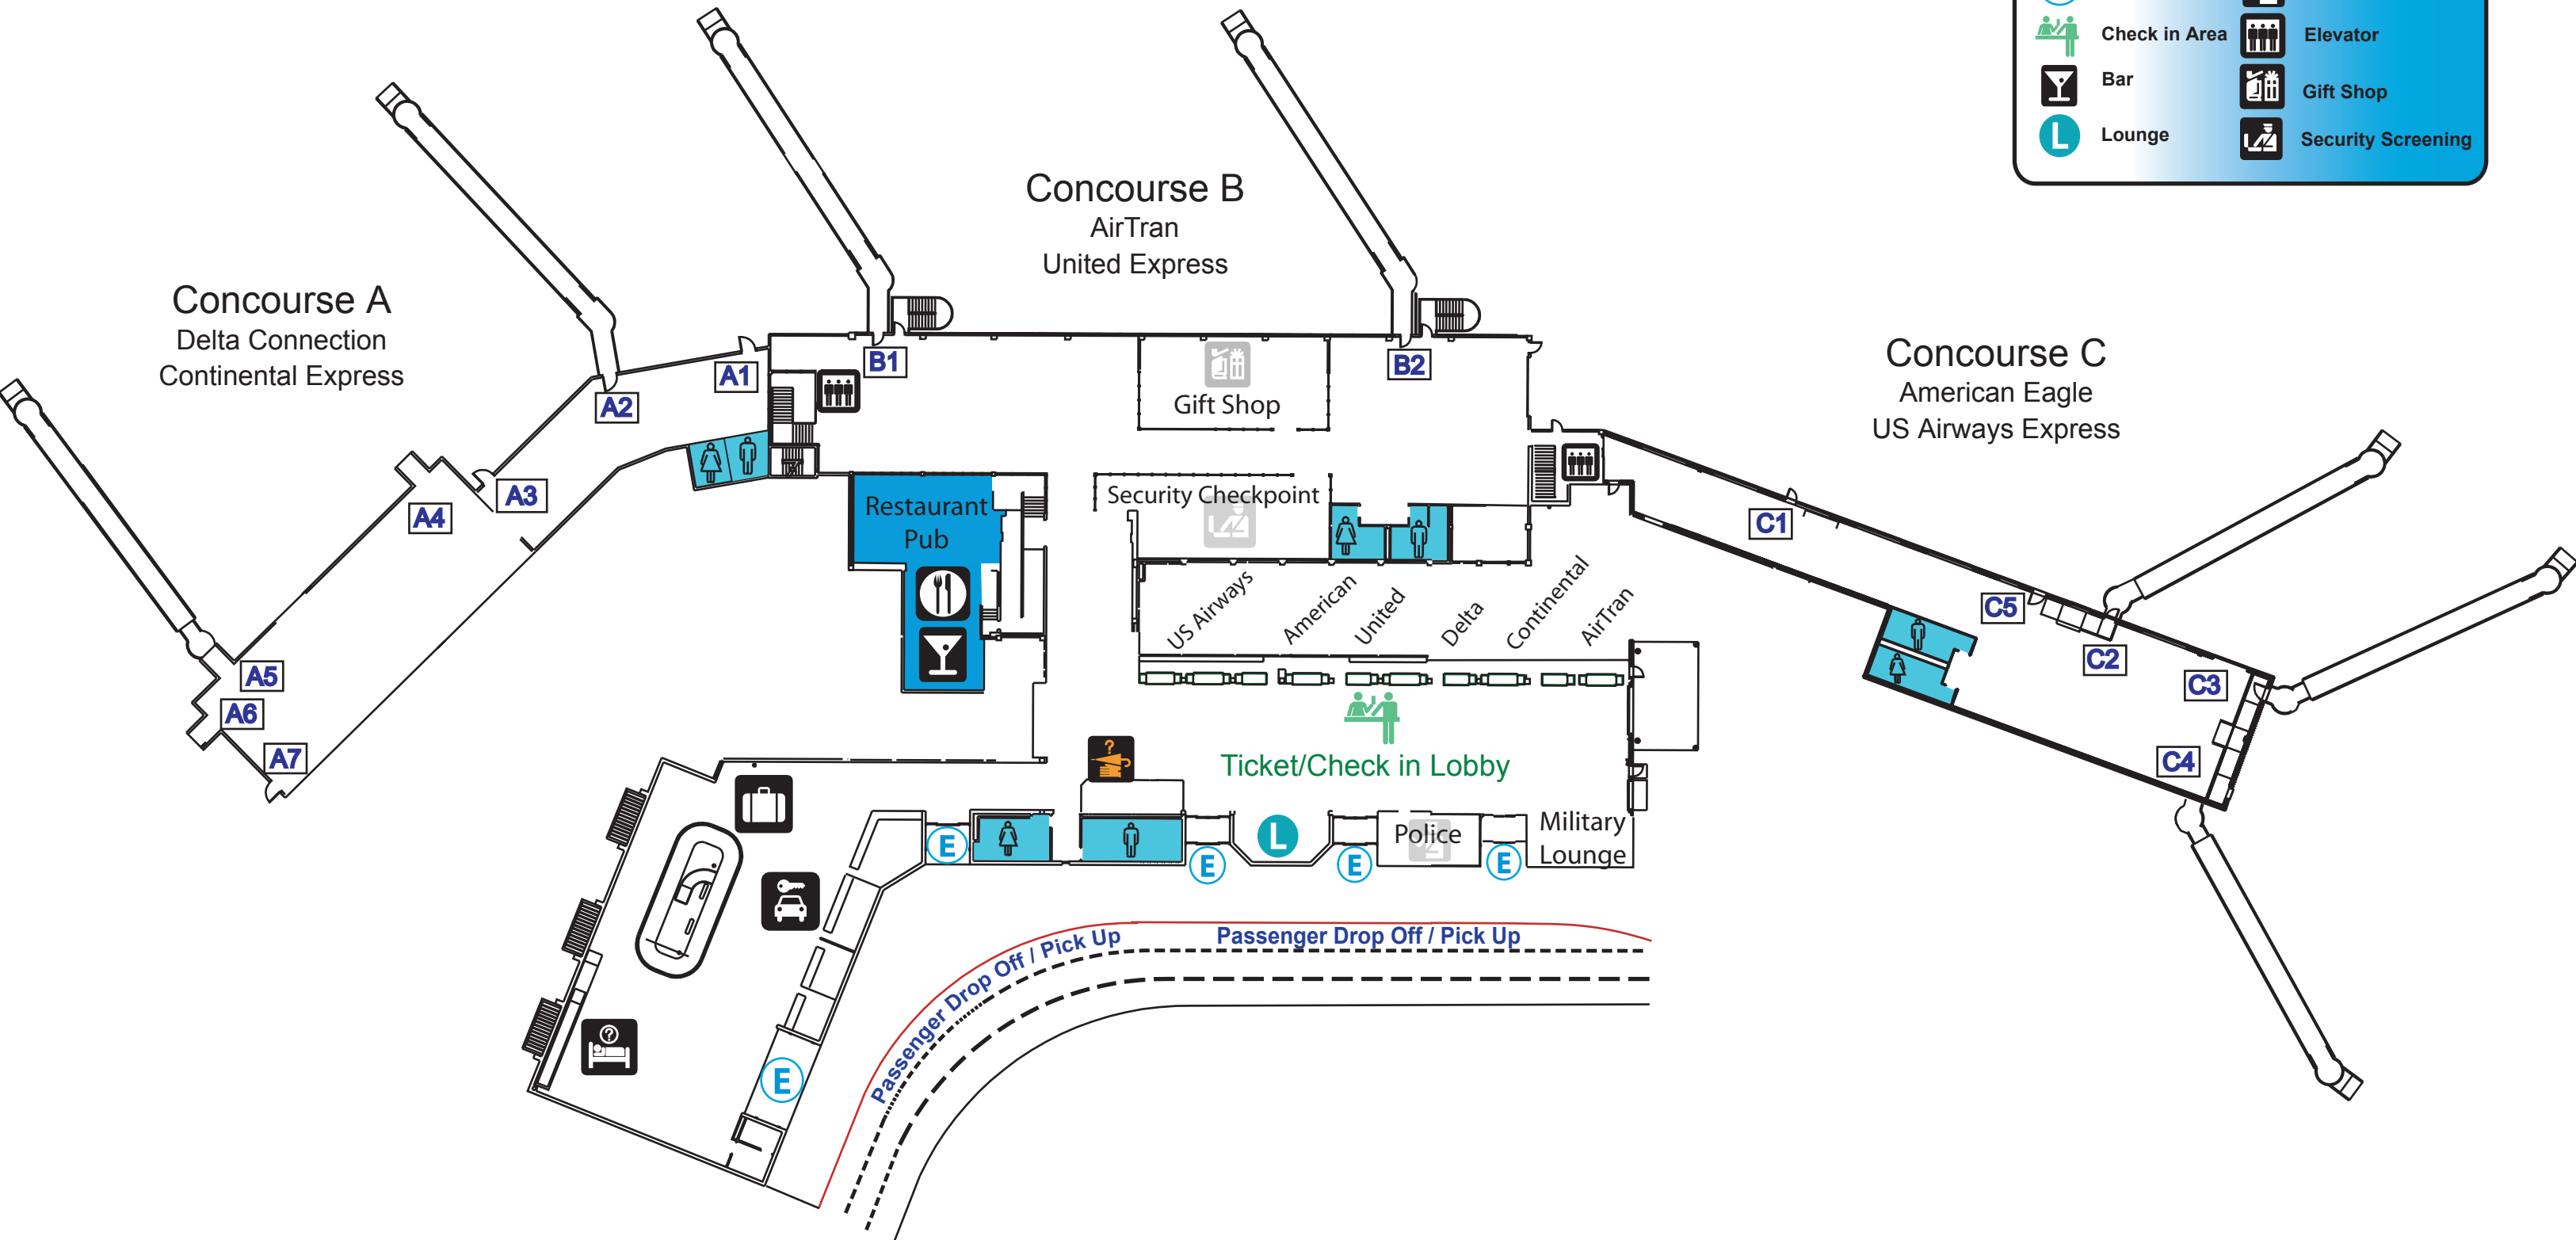 Check in Area
Elevator
Bar
Gift Shop
Lounge
L
Security Screening
Concourse B
AirTran
United Express
Concourse A
Delta Connection
Continental Express
Concourse C
American Eagle
US Airways Express
A1
A2
A3
A4
A5
A6
A7
B1
B2
Gift Shop
Restaurant
Pub
Security Checkpoint
C1
C5
C2
C3
C4
US Airways
American
United
Delta
Continental
AirTran
?
Ticket/Check in Lobby
E
E
L
E
Police
E
Military
Lounge
?
E
Passenger Drop Off / Pick Up
Passenger Drop Off / Pick Up